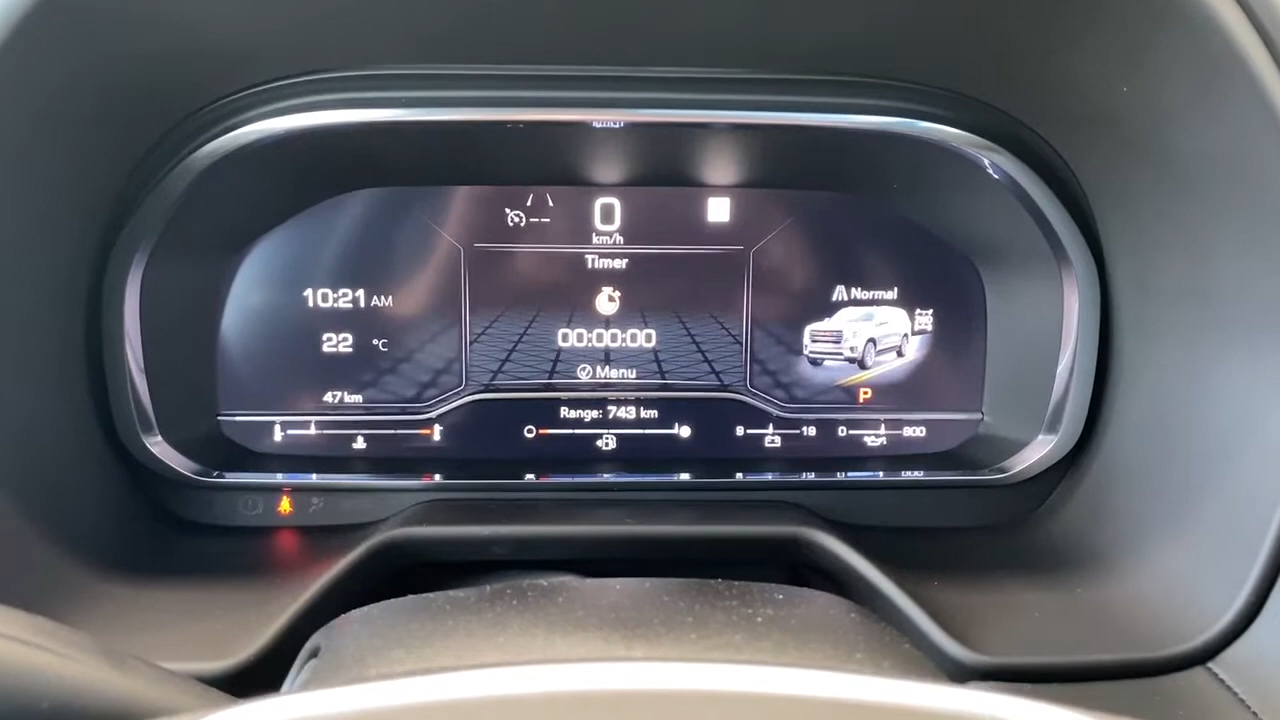 0
km/h
Timer
10:21 AM
Normal
22 °C
00:00:00
Menu
47 km
P
Range: 743 km
9 19
0 800